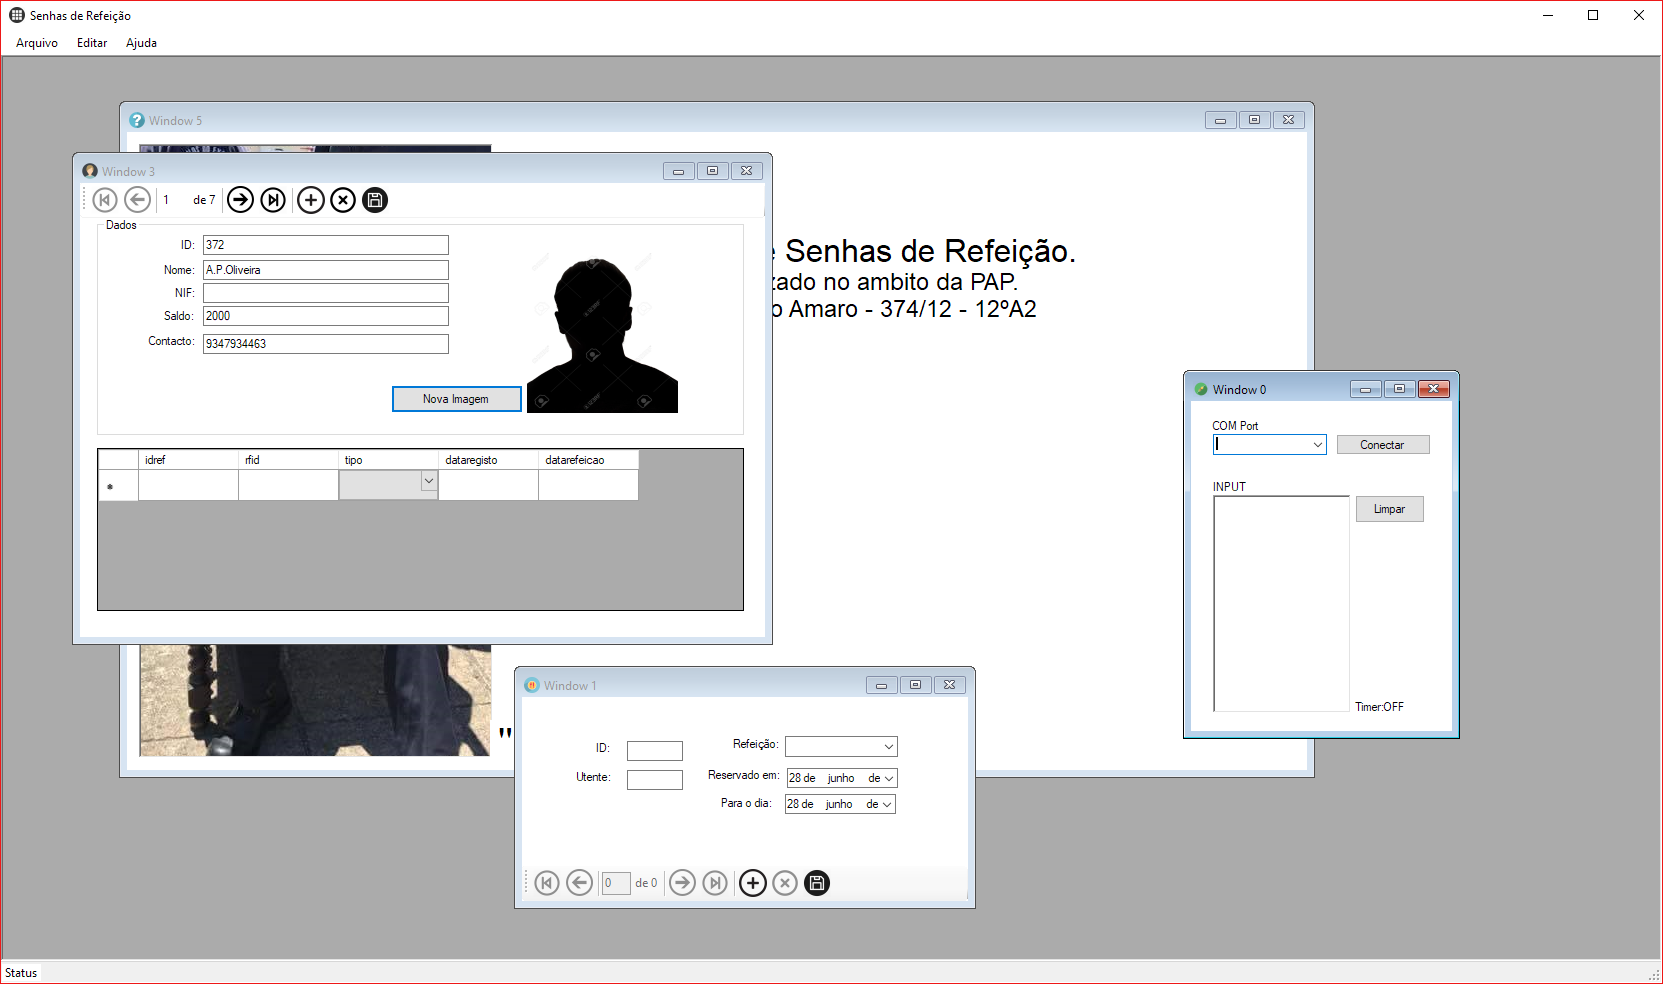 Senhas de Refeição
Arquivo Editar Ajuda
Window 5
Senhas de Refeição.
zado no ambito da PAP.
o Amaro - 374/12 - 12ºA2
"
Window 3
1 de 7
Dados
ID: 372
Nome: A.P.Oliveira
NIF:
Saldo: 2000
Contacto: 9347934463
Nova Imagem
idref rfid tipo dataregisto datarefeicao
*
Window 0
COM Port
Conectar
INPUT
Limpar
Timer:OFF
Window 1
ID:
Utente:
Refeição:
Reservado em: 28 de junho de
Para o dia: 28 de junho de
0 de 0
Status